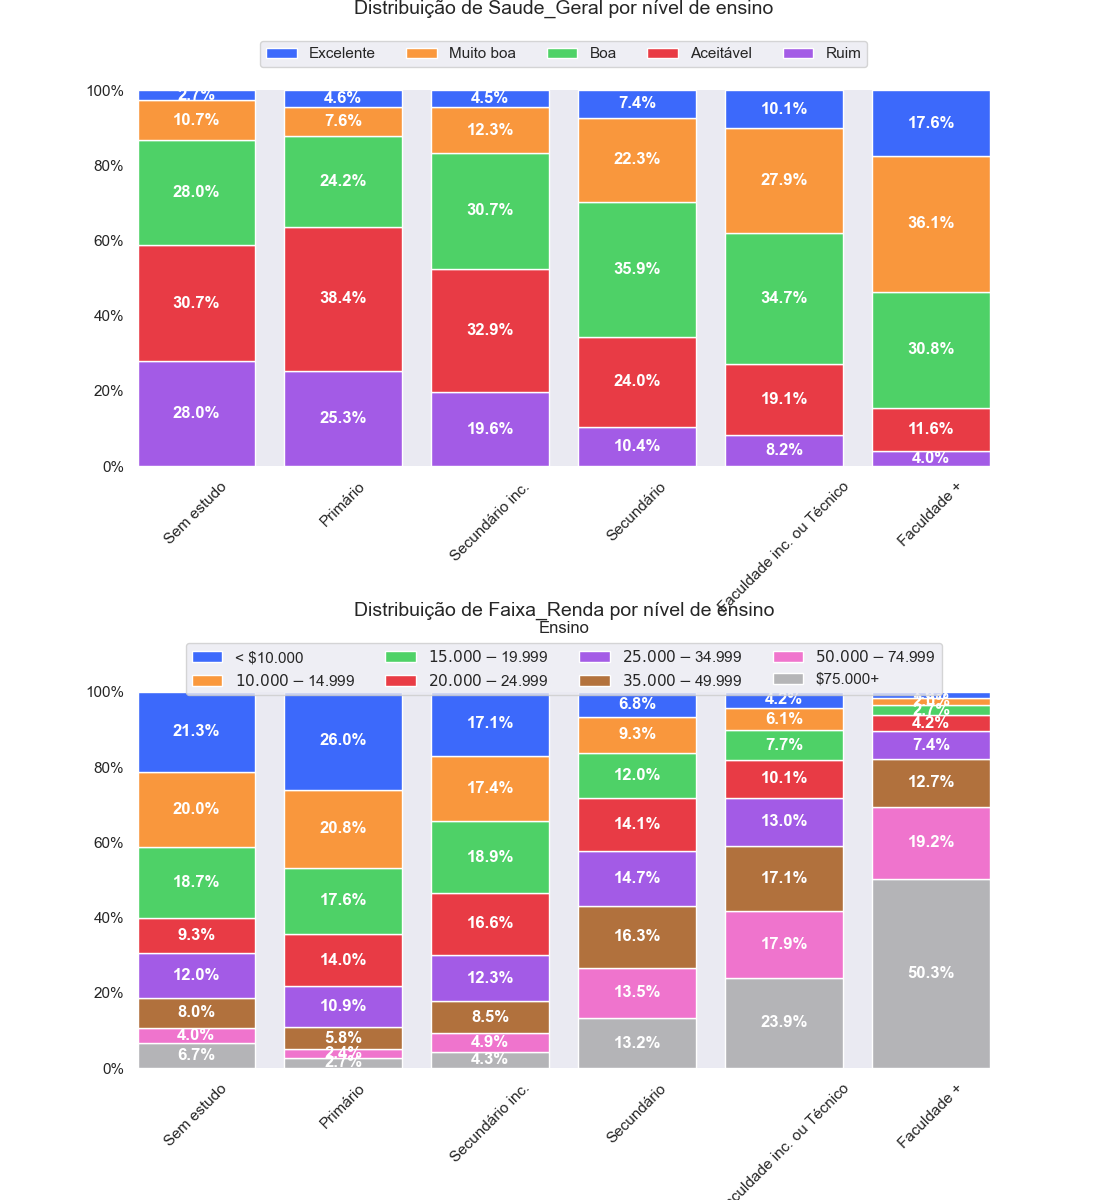 Distribuição de Saude_Geral por nível de ensino
Excelente Muito boa Boa Aceitável Ruim
100%
80%
60%
40%
20%
0%
2.7% 4.6% 4.5% 7.4% 10.1% 17.6%
10.7% 7.6% 12.3% 22.3% 27.9% 36.1%
28.0% 24.2% 30.7% 35.9% 34.7% 30.8%
30.7% 38.4% 32.9% 24.0% 19.1% 11.6%
28.0% 25.3% 19.6% 10.4% 8.2% 4.0%
Sem estudo Primário Secundário inc. Secundário Faculdade inc. ou Técnico Faculdade +
Ensino
Distribuição de Faixa_Renda por nível de ensino
< $10.000 15.000 − 19.999 25.000 − 34.999 50.000 − 74.999
10.000 − 14.999 20.000 − 24.999 35.000 − 49.999 $75.000+
100%
80%
60%
40%
20%
0%
21.3% 26.0% 17.1% 6.8% 4.2%
20.0% 20.8% 17.4% 9.3% 6.1%
18.7% 17.6% 18.9% 12.0% 7.7% 2.7%
9.3% 14.0% 16.6% 14.1% 10.1% 4.2%
12.0% 10.9% 12.3% 14.7% 13.0% 7.4%
8.0% 5.8% 8.5% 16.3% 17.1% 12.7%
4.0% 2.4% 4.9% 13.5% 17.9% 19.2%
6.7% 2.7% 4.3% 13.2% 23.9% 50.3%
Sem estudo Primário Secundário inc. Secundário inc. ou Técnico Faculdade +